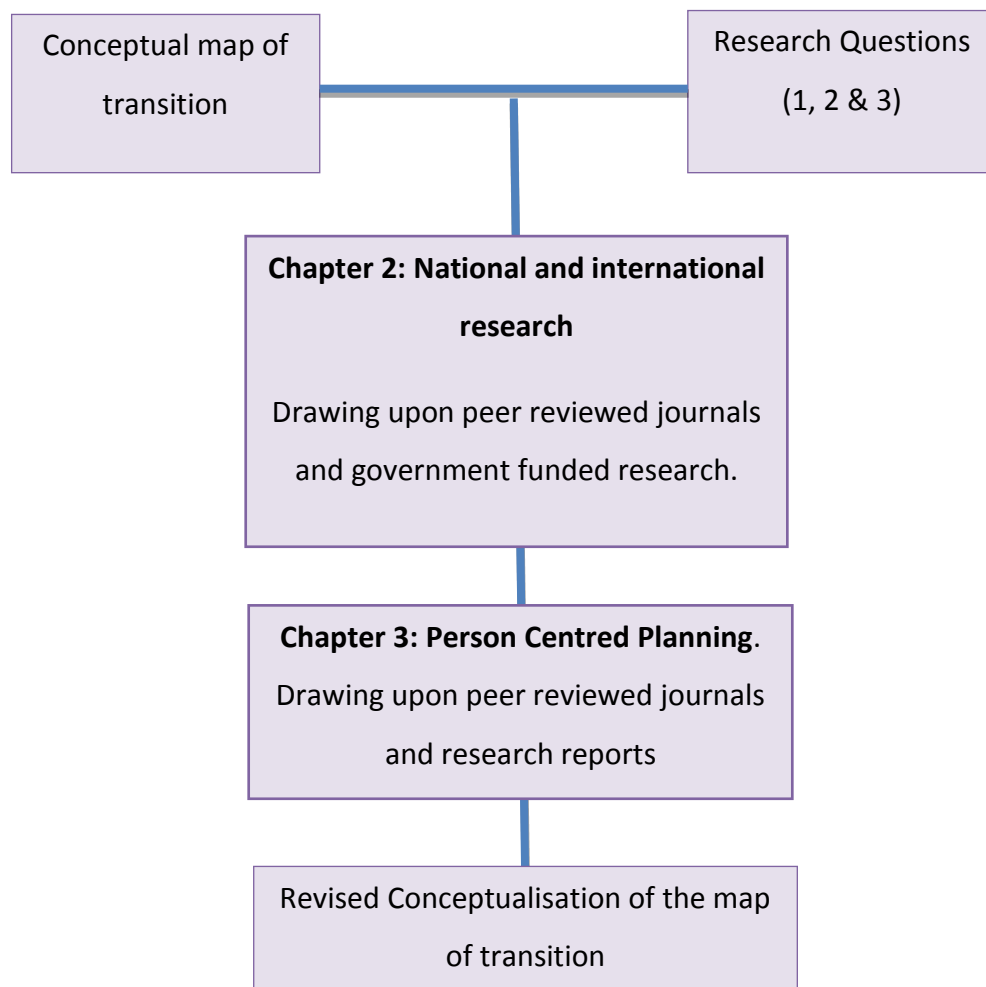 Conceptual map of
transition
Research Questions
(1, 2 & 3)
Chapter 2: National and international
research
Drawing upon peer reviewed journals
and government funded research.
Chapter 3: Person Centred Planning.
Drawing upon peer reviewed journals
and research reports
Revised Conceptualisation of the map
of transition